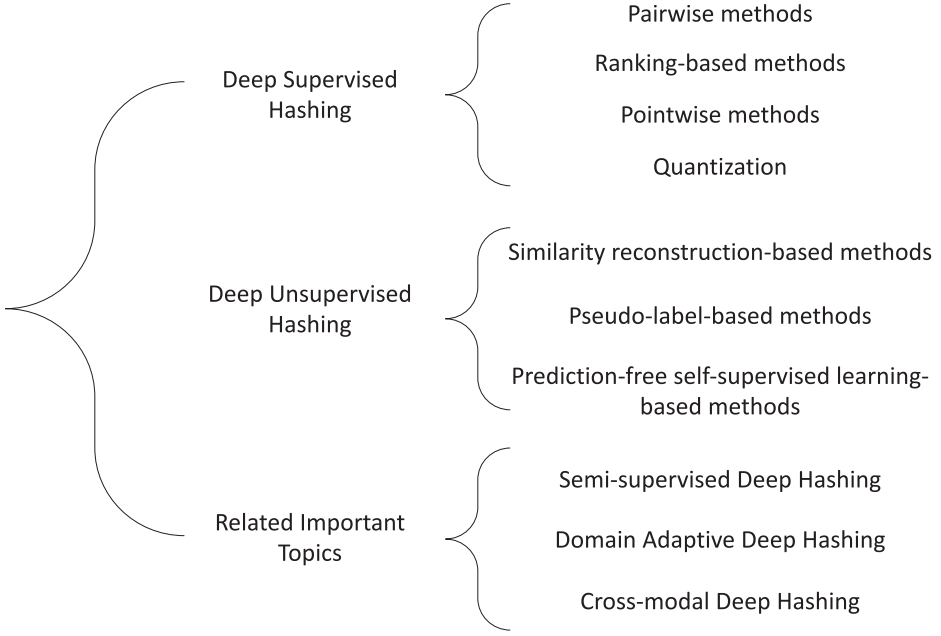 Deep Supervised
Hashing
Pairwise methods
Ranking-based methods
Pointwise methods
Quantization
Deep Unsupervised
Hashing
Similarity reconstruction-based methods
Pseudo-label-based methods
Prediction-free self-supervised learning-
based methods
Related Important
Topics
Semi-supervised Deep Hashing
Domain Adaptive Deep Hashing
Cross-modal Deep Hashing